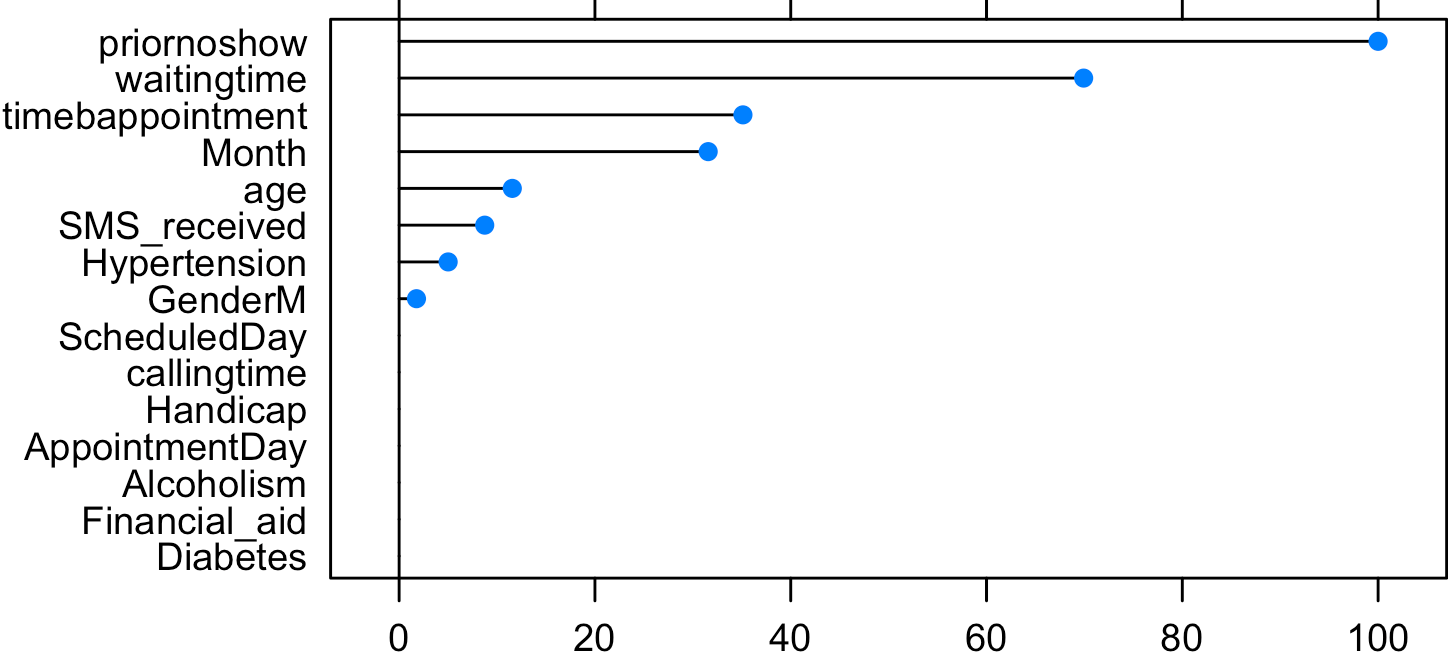 priornoshow
waitingtime
timebappointment
Month
age
SMS_received
Hypertension
GenderM
ScheduledDay
callingtime
Handicap
AppointmentDay
Alcoholism
Financial_aid
Diabetes
0 20 40 60 80 100